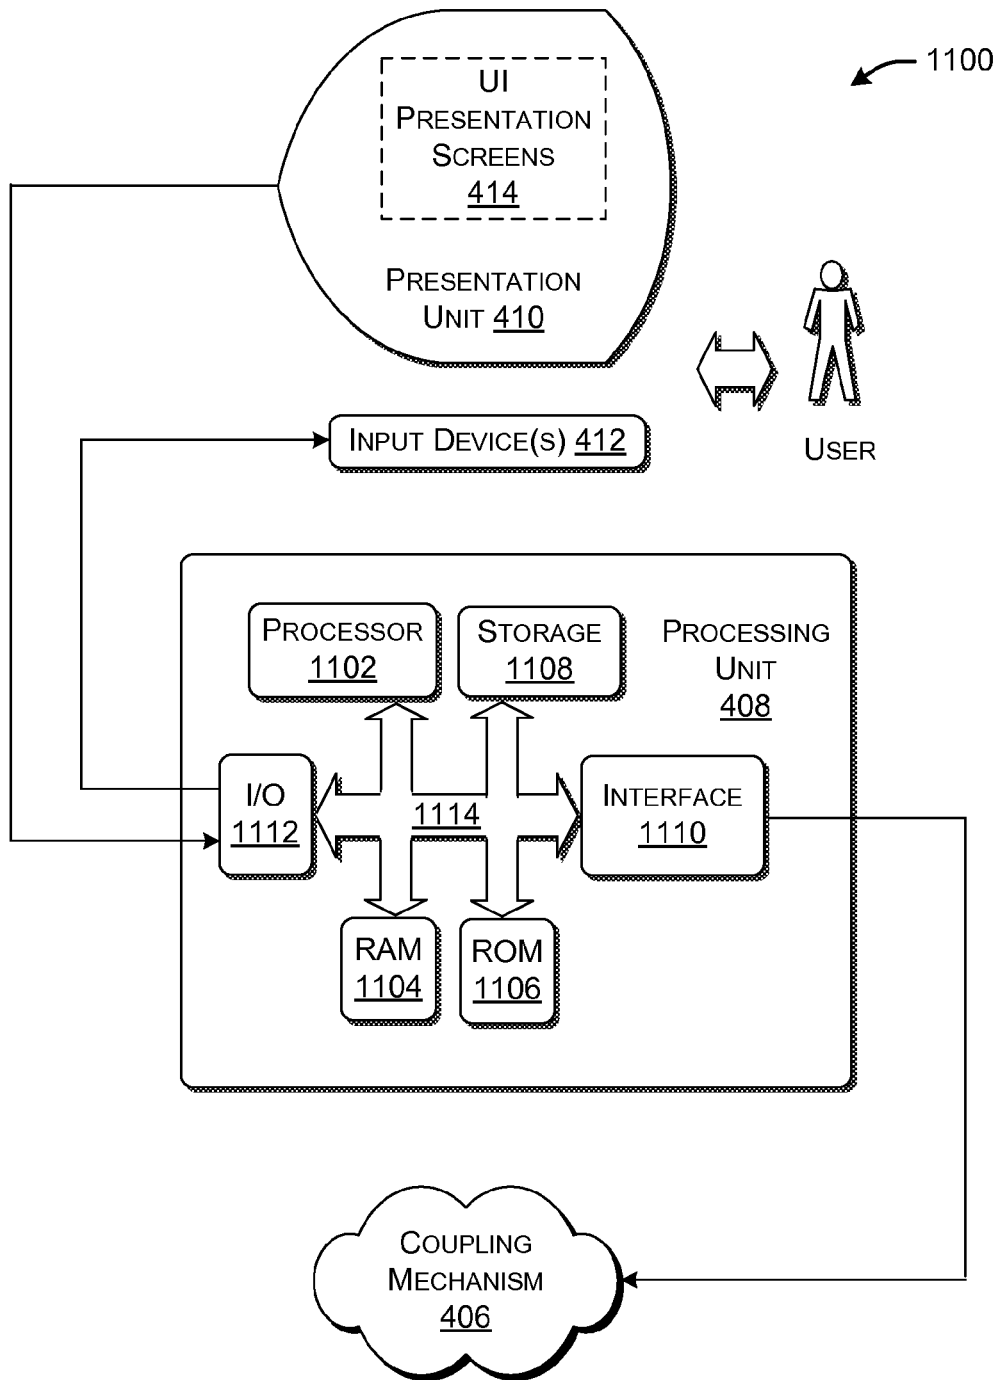 1100
UI
PRESENTATION
SCREENS
414
PRESENTATION
UNIT 410
INPUT DEVICE(S) 412
USER
PROCESSOR
1102
STORAGE
1108
PROCESSING
UNIT
408
I/O
1112
1114
INTERFACE
1110
RAM
1104
ROM
1106
COUPLING
MECHANISM
406